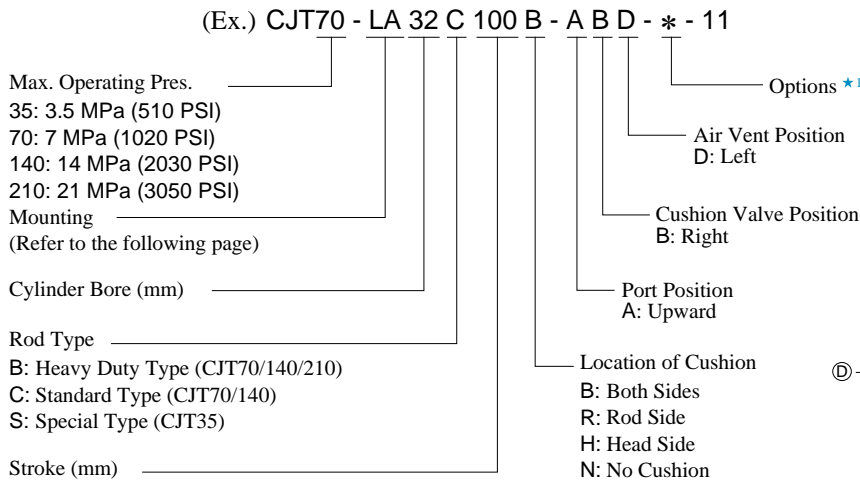 (Ex.) CJT70 - LA 32 C 100 B - A B D - * - 11
Max. Operating Pres.
35: 3.5 MPa (510 PSI)
70: 7 MPa (1020 PSI)
140: 14 MPa (2030 PSI)
210: 21 MPa (3050 PSI)
Mounting
(Refer to the following page)
Cylinder Bore (mm)
Rod Type
B: Heavy Duty Type (CJT70/140/210)
C: Standard Type (CJT70/140)
S: Special Type (CJT35)
Stroke (mm)
Options ★1
Air Vent Position
D: Left
Cushion Valve Position
B: Right
Port Position
A: Upward
Location of Cushion
B: Both Sides
R: Rod Side
H: Head Side
N: No Cushion
Ⓓ